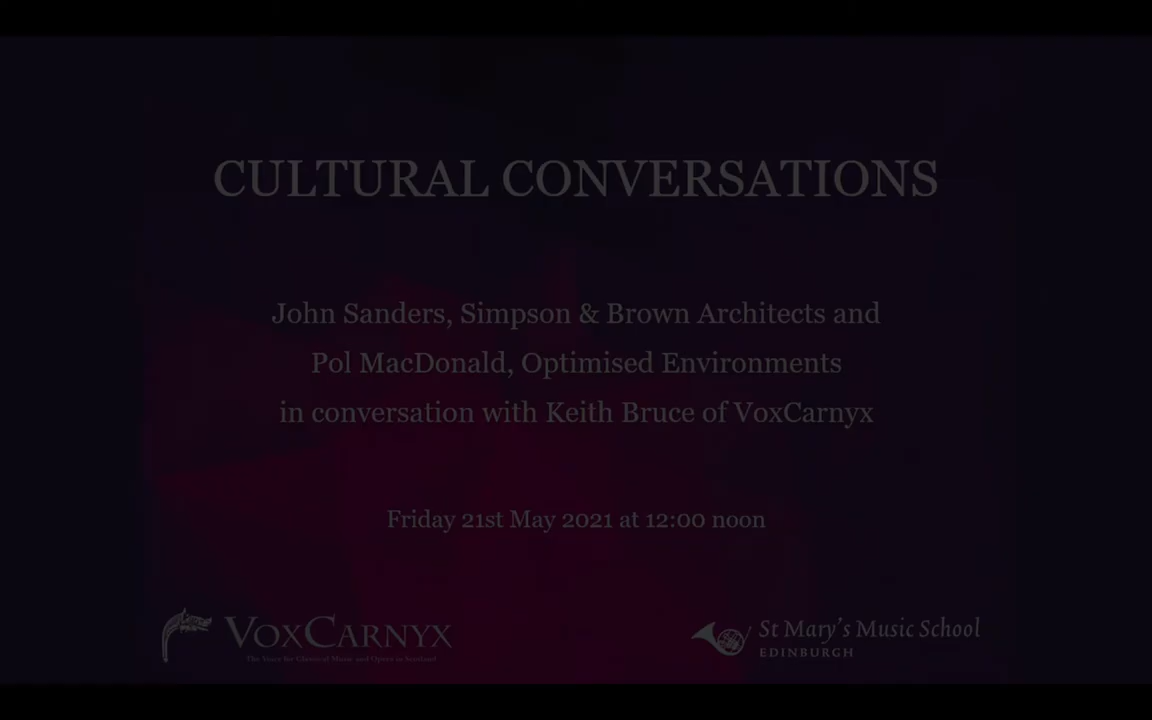 CULTURAL CONVERSATIONS
John Sanders, Simpson & Brown Architects and
Pol MacDonald, Optimised Environments
in conversation with Keith Bruce of VoxCarnyx
Friday 21st May 2021 at 12:00 noon
VOXCARNYX
The Voice for Classical Music and Opera in Scotland
St Mary's Music School
EDINBURGH